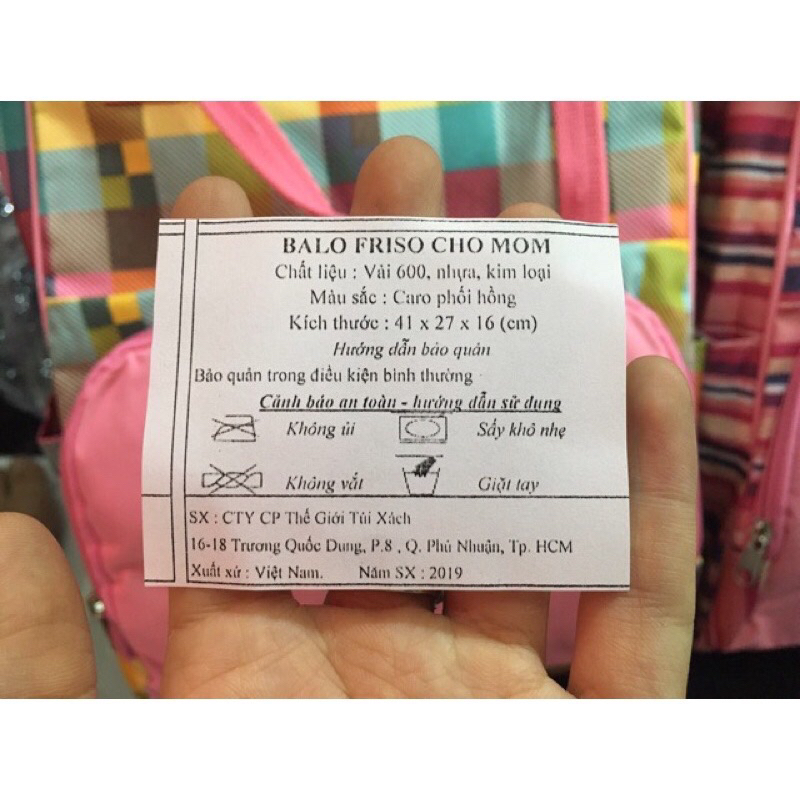 BALO FRISO CHO MOM
Chất liệu : Vải 600, nhựa, kim loại
Màu sắc : Caro phối hồng
Kích thước : 41 x 27 x 16 (cm)
Hướng dẫn bảo quản
Bảo quản trong điều kiện bình thường
Cảnh báo an toàn - hướng dẫn sử dụng
Không ủi Sấy khô nhẹ
Không vắt Giặt tay
SX : CTY CP Thế Giới Túi Xách
16-18 Trương Quốc Dung, P.8 , Q. Phú Nhuận, Tp. HCM
Xuất xứ : Việt Nam. Năm SX : 2019